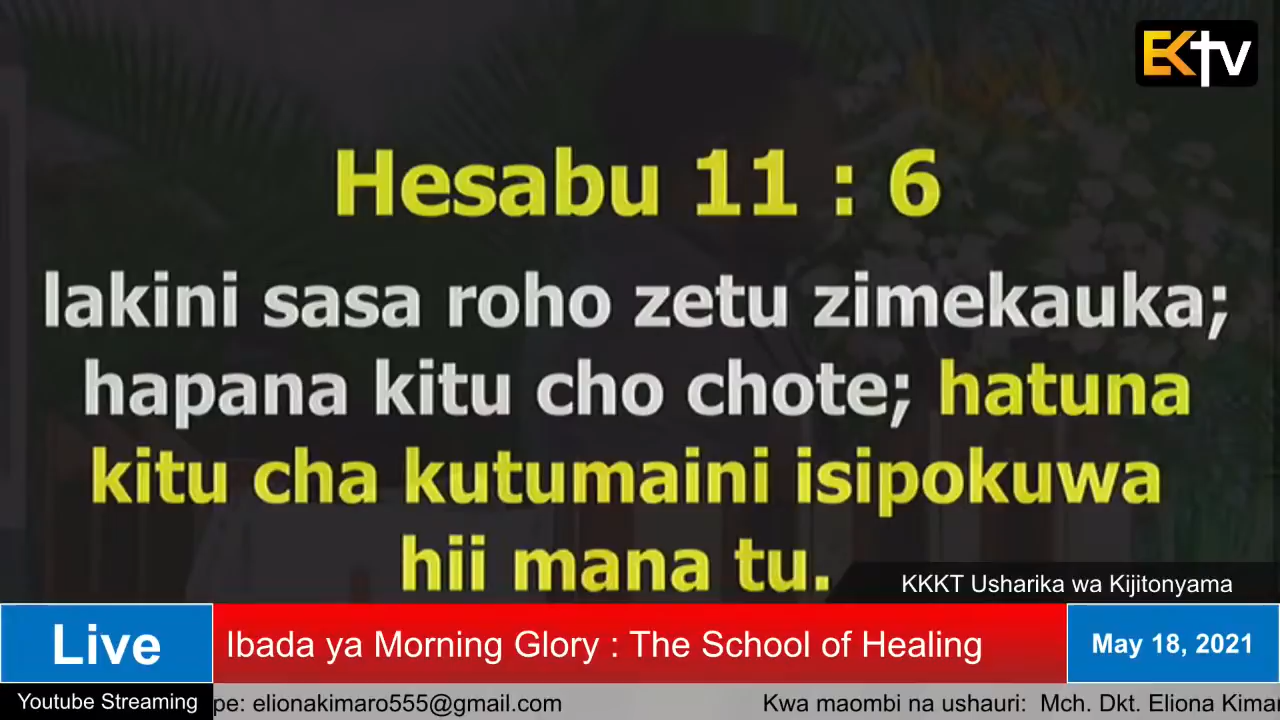 EKTV
Hesabu 11 : 6
lakini sasa roho zetu zimekauka;
hapana kitu cho chote; hatuna
kitu cha kutumaini isipokuwa
hii mana tu.
KKKT Usharika wa Kijitonyama
Live
Ibada ya Morning Glory : The School of Healing
May 18, 2021
Youtube Streaming
pe: elionakimaro555@gmail.com
Kwa maombi na ushauri: Mch. Dkt. Eliona Kimar